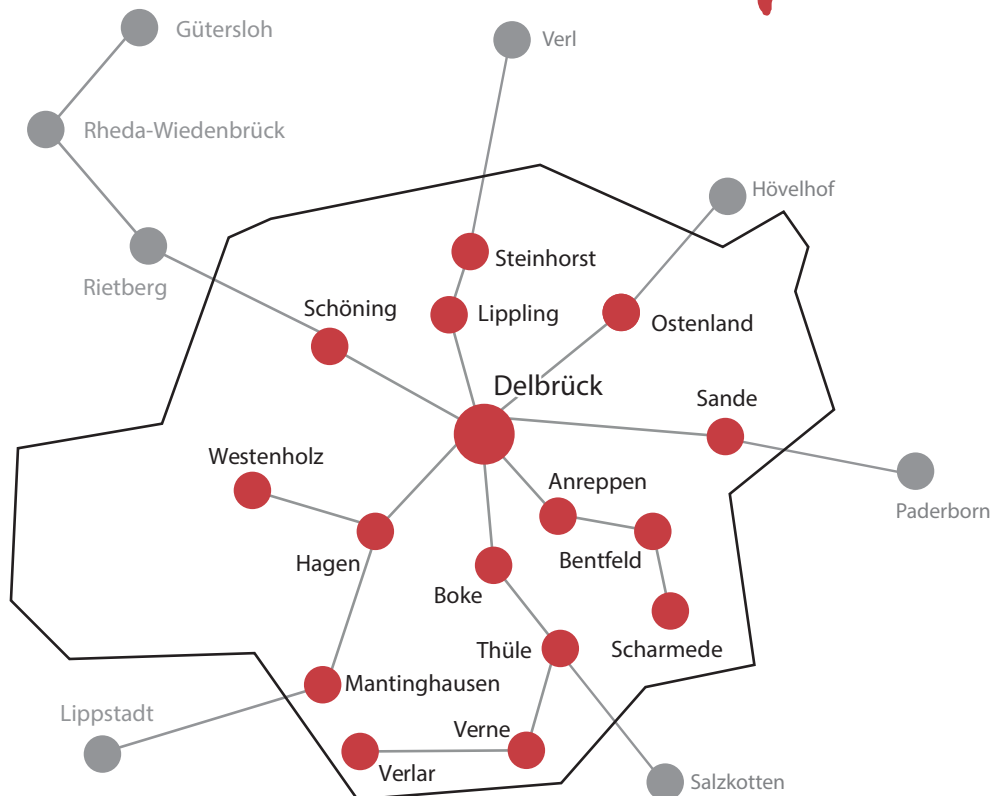 Gütersloh
Verl
Rheda-Wiedenbrück
Hövelhof
Steinhorst
Rietberg
Schöning
Lippling
Ostenland
Delbrück
Sande
Westenholz
Anreppen
Paderborn
Hagen
Bentfeld
Boke
Thüle
Scharmede
Mantinghausen
Lippstadt
Verne
Verlar
Salzkotten